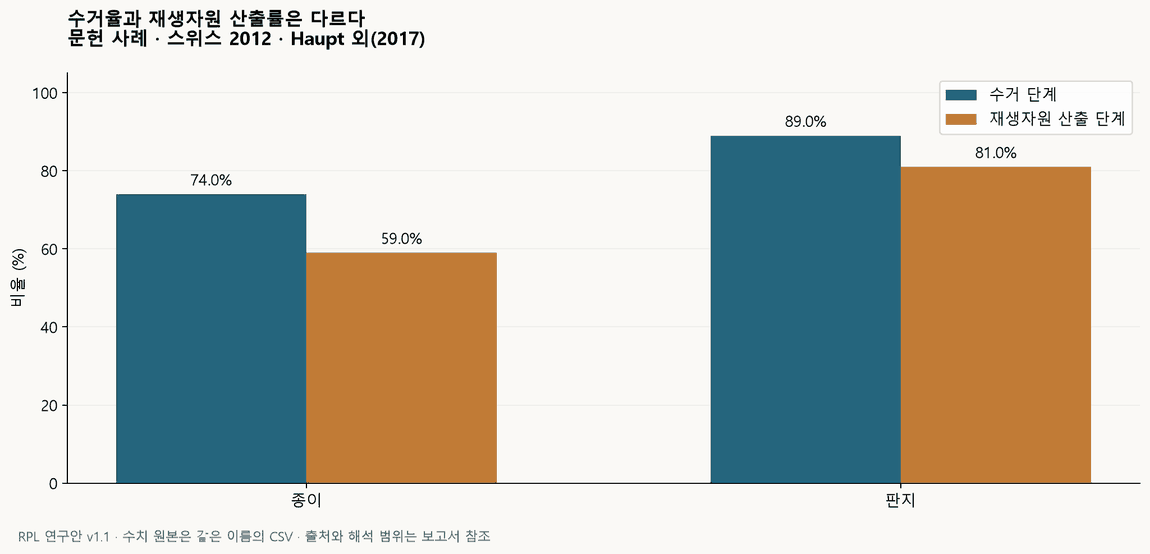 수거율과 재생자원 산출률은 다르다
문헌 사례 · 스위스 2012 · Haupt 외(2017)
수거 단계
재생자원 산출 단계
비율 (%)
100
80
60
40
20
0
74.0%
59.0%
89.0%
81.0%
종이
판지
RPL 연구안 v1.1 · 수치 원본은 같은 이름의 CSV · 출처와 해석 범위는 보고서 참조